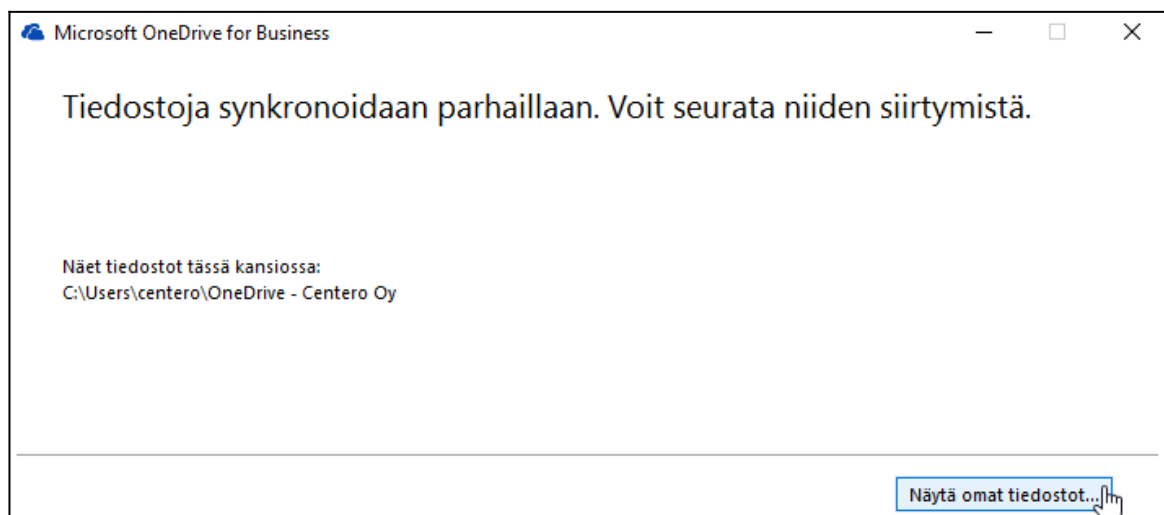 Microsoft OneDrive for Business
Tiedostoja synkronoidaan parhaillaan. Voit seurata niiden siirtymistä.
Näet tiedostot tässä kansiossa:
C:\Users\centero\OneDrive - Centero Oy
Näytä omat tiedostot...